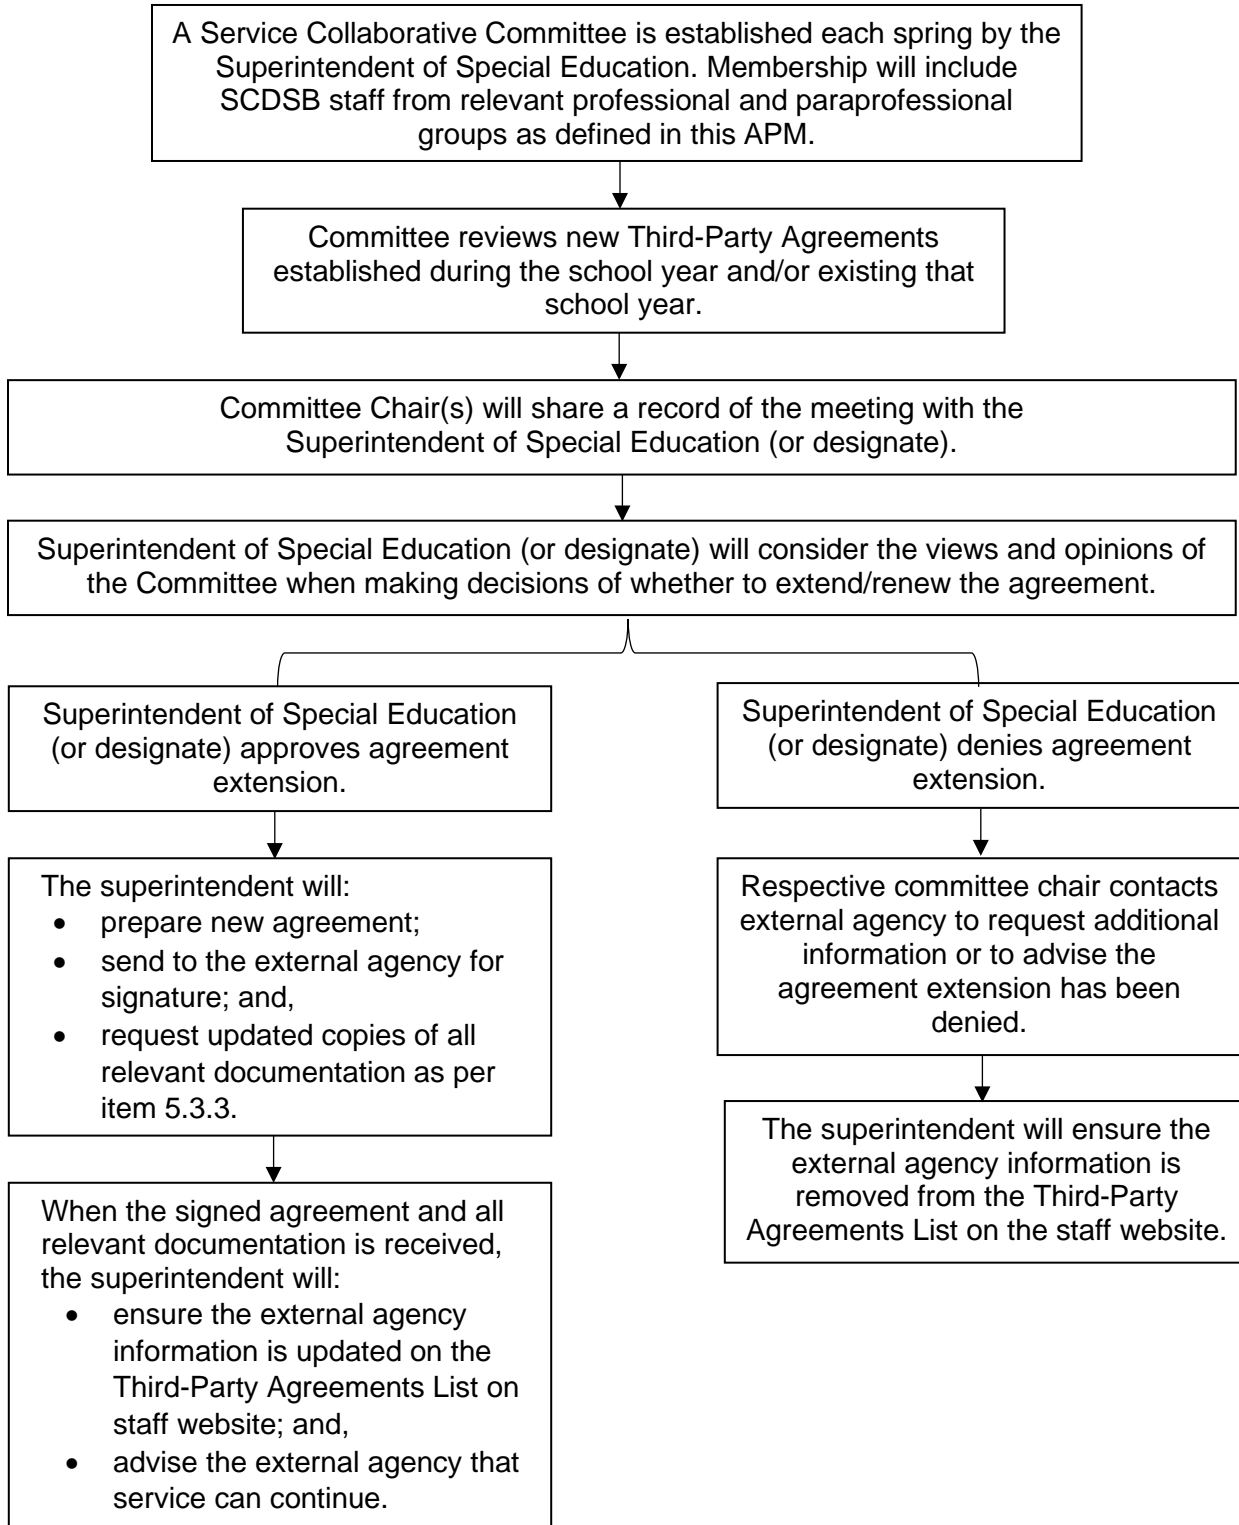 A Service Collaborative Committee is established each spring by the
Superintendent of Special Education. Membership will include
SCDSB staff from relevant professional and paraprofessional
groups as defined in this APM.
Committee reviews new Third-Party Agreements
established during the school year and/or existing that
school year.
Committee Chair(s) will share a record of the meeting with the
Superintendent of Special Education (or designate).
Superintendent of Special Education (or designate) will consider the views and opinions of
the Committee when making decisions of whether to extend/renew the agreement.
Superintendent of Special Education
(or designate) approves agreement
extension.
The superintendent will:
• prepare new agreement;
• send to the external agency for
signature; and,
• request updated copies of all
relevant documentation as per
item 5.3.3.
When the signed agreement and all
relevant documentation is received,
the superintendent will:
• ensure the external agency
information is updated on the
Third-Party Agreements List on
staff website; and,
• advise the external agency that
service can continue.
Superintendent of Special Education
(or designate) denies agreement
extension.
Respective committee chair contacts
external agency to request additional
information or to advise the
agreement extension has been
denied.
The superintendent will ensure the
external agency information is
removed from the Third-Party
Agreements List on the staff website.